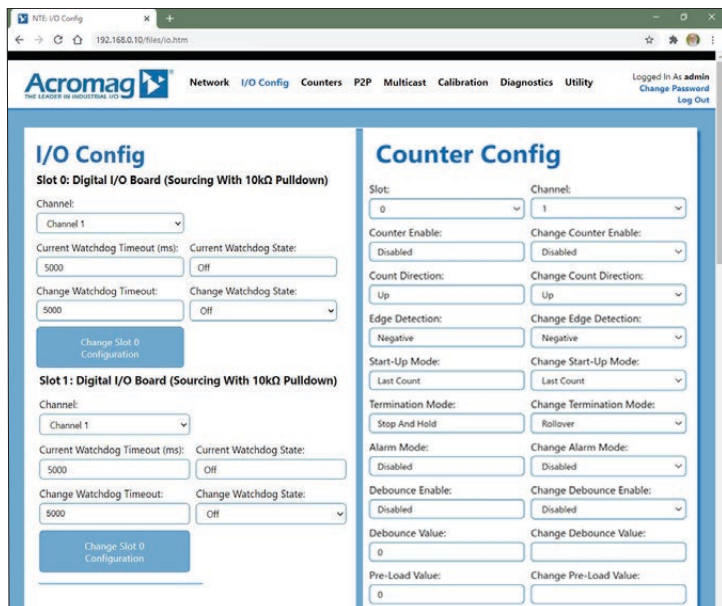 NTE: I/O Config
192.168.0.10/files/io.htm
Acromag
THE LEADER IN INDUSTRIAL I/O
Network I/O Config Counters P2P Multicast Calibration Diagnostics Utility
Logged In As admin
Change Password
Log Out
I/O Config
Slot 0: Digital I/O Board (Sourcing With 10kΩ Pulldown)
Channel:
Channel 1
Current Watchdog Timeout (ms): Current Watchdog State:
5000 Off
Change Watchdog Timeout: Change Watchdog State:
5000 Off
Change Slot 0
Configuration
Slot 1: Digital I/O Board (Sourcing With 10kΩ Pulldown)
Channel:
Channel 1
Current Watchdog Timeout (ms): Current Watchdog State:
5000 Off
Change Watchdog Timeout: Change Watchdog State:
5000 Off
Change Slot 0
Configuration
Counter Config
Slot: Channel:
0 1
Counter Enable: Change Counter Enable:
Disabled Disabled
Count Direction: Change Count Direction:
Up Up
Edge Detection: Change Edge Detection:
Negative Negative
Start-Up Mode: Change Start-Up Mode:
Last Count Last Count
Termination Mode: Change Termination Mode:
Stop And Hold Rollover
Alarm Mode: Change Alarm Mode:
Disabled Disabled
Debounce Enable: Change Debounce Enable:
Disabled Disabled
Debounce Value: Change Debounce Value:
0
Pre-Load Value: Change Pre-Load Value:
0